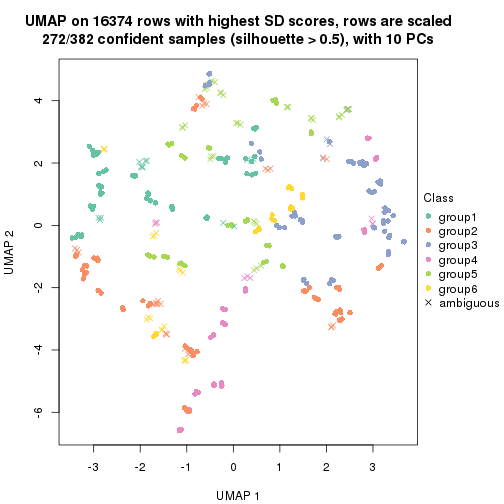 UMAP on 16374 rows with highest SD scores, rows are scaled
272/382 confident samples (silhouette > 0.5), with 10 PCs
UMAP 2
4
2
0
-2
-4
-6
-3
-2
-1
0
1
2
3
UMAP 1
Class
group1
group2
group3
group4
group5
group6
ambiguous